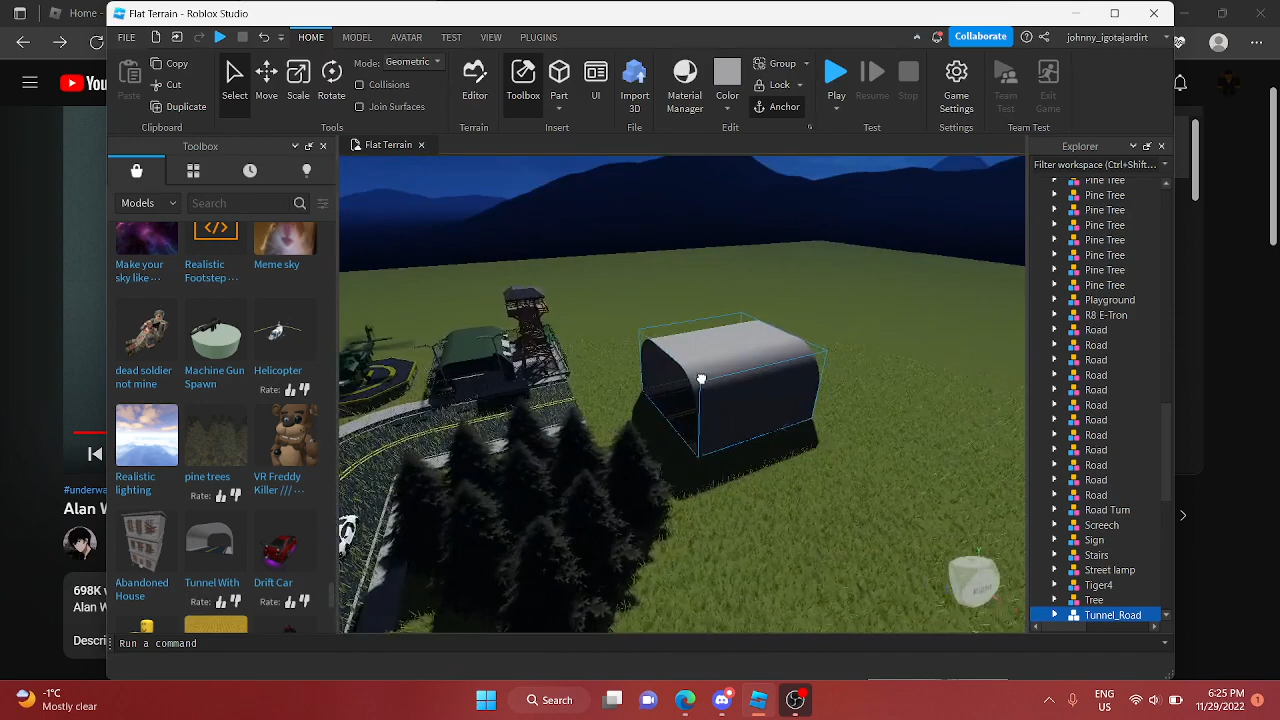 Home
Flat Terrain - Roblox Studio
FILE
HOME
MODEL
AVATAR
TEST
VIEW
PLUGINS
Collaborate
johnny_igotajardirt
Paste
Copy
Cut
Duplicate
Clipboard
Select
Move
Scale
Rotate
Mode: Geometric
Collisions
Join Surfaces
Tools
Editor
Terrain
Toolbox
Part
UI
Insert
Import
3D
File
Material
Manager
Color
Group
Lock
Anchor
Edit
Play
Resume
Stop
Test
Game
Settings
Settings
Team
Test
Exit
Game
Team Test
Toolbox
Flat Terrain
Explorer
Models
Search
Filter workspace (Ctrl+Shift...
Make your
sky like ...
Realistic
Footstep ...
Meme sky
dead soldier
not mine
Machine Gun
Spawn
Helicopter
Rate:
Realistic
lighting
pine trees
Rate:
VR Freddy
Killer /// ...
Abandoned
House
Tunnel With
Rate:
Drift Car
Rate:
Right
Pine Tree
Pine Tree
Pine Tree
Pine Tree
Pine Tree
Pine Tree
Pine Tree
Pine Tree
Playground
R8 E-Tron
Road
Road
Road
Road
Road
Road
Road
Road
Road
Road
Road
Road
Road Turn
Screech
Sign
Stairs
Street lamp
Tiger4
Tree
Tunnel_Road
Run a command
You
#underwa
Alan W
698K v
Alan W
Descri
-1°C
Mostly clear
Search
ENG
US
6:25 PM
11/29/2022
1